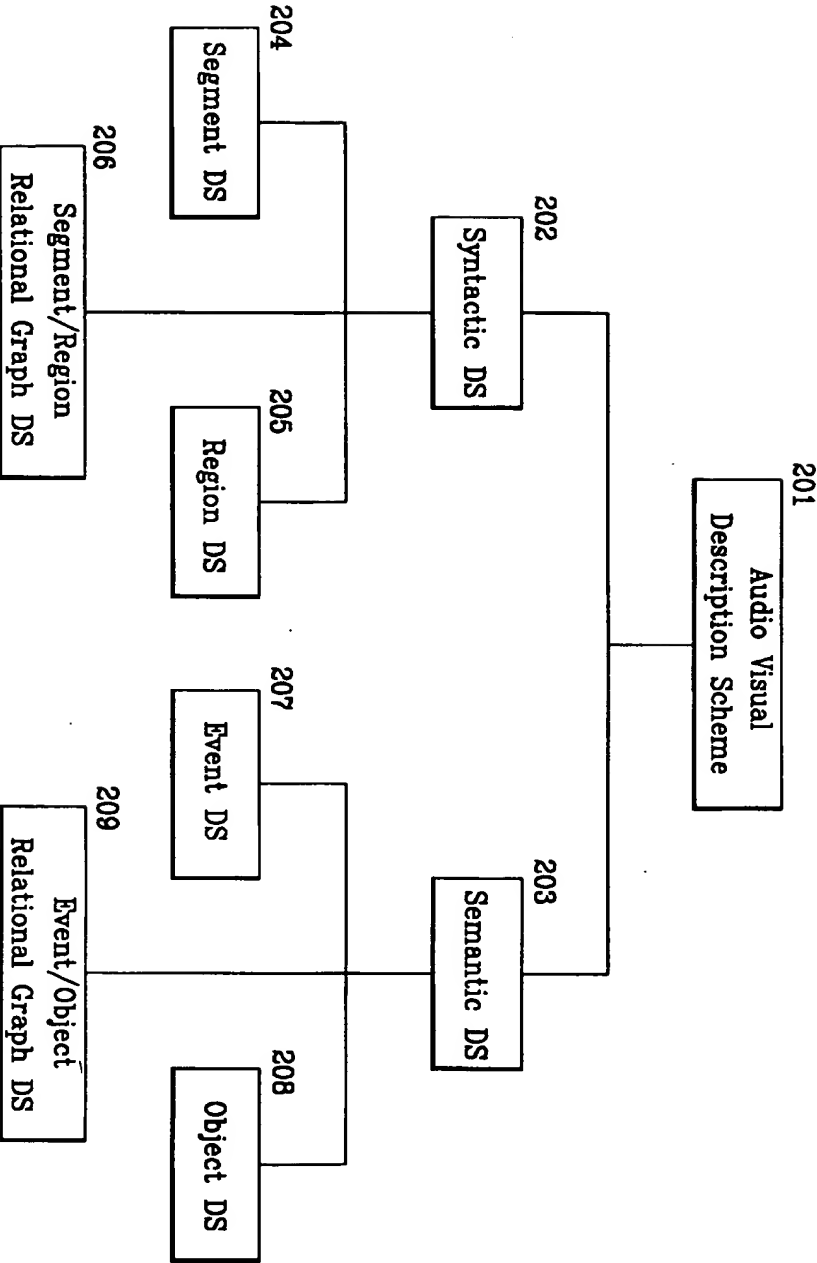 201
Audio Visual
Description Scheme
202
Syntactic DS
203
Semantic DS
204
Segment DS
205
Region DS
207
Event DS
208
Object DS
206
Segment/Region
Relational Graph DS
209
Event/Object
Relational Graph DS